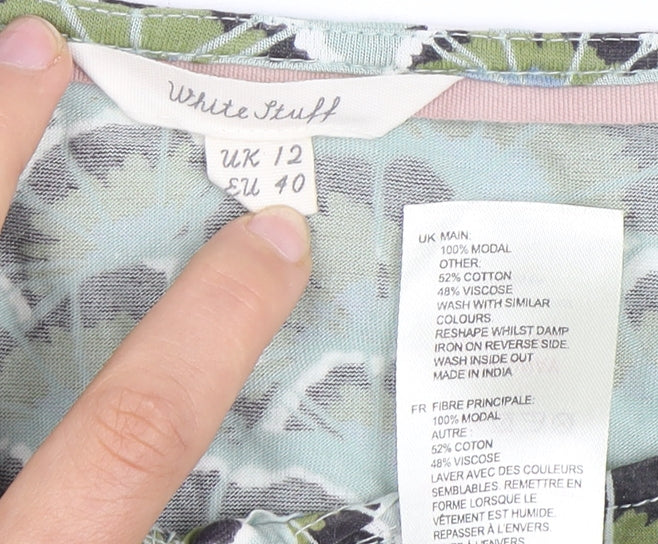 White Stuff
UK 12
EU 40
UK MAIN:
100% MODAL
OTHER:
52% COTTON
48% VISCOSE
WASH WITH SIMILAR
COLOURS.
RESHAPE WHILST DAMP
IRON ON REVERSE SIDE.
WASH INSIDE OUT
MADE IN INDIA
FR FIBRE PRINCIPALE:
100% MODAL
AUTRE :
52% COTON
48% VISCOSE
LAVER AVEC DES COULEURS
SEMBLABLES. REMETTRE EN
FORME LORSQUE LE
VÊTEMENT EST HUMIDE.
REPASSER À L'ENVERS.
À L'ENVERS